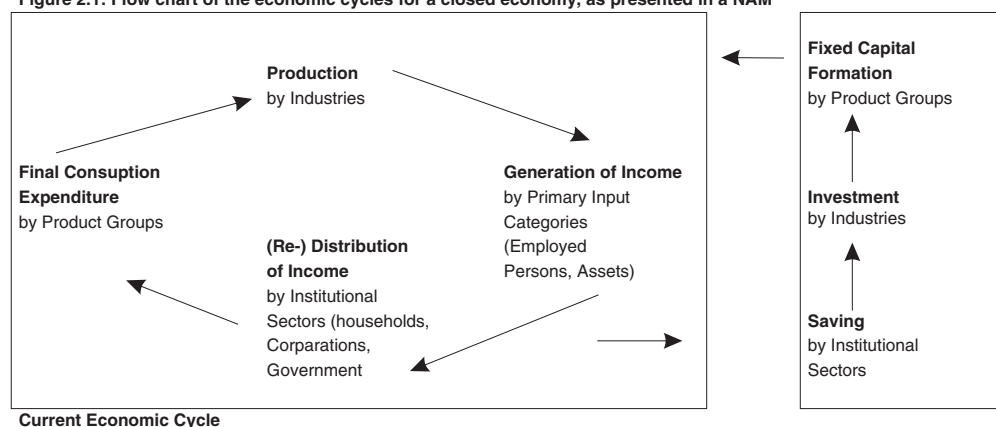 Figure 2.1. Flow chart of the economic cycles for a closed economy, as presented in a NAM
Production
by Industries
Final Consuption
Expenditure
by Product Groups
Generation of Income
by Primary Input
Categories
(Employed
Persons, Assets)
(Re-) Distribution
of Income
by Institutional
Sectors (households,
Corparations,
Government
Fixed Capital
Formation
by Product Groups
Investment
by Industries
Saving
by Institutional
Sectors
Current Economic Cycle